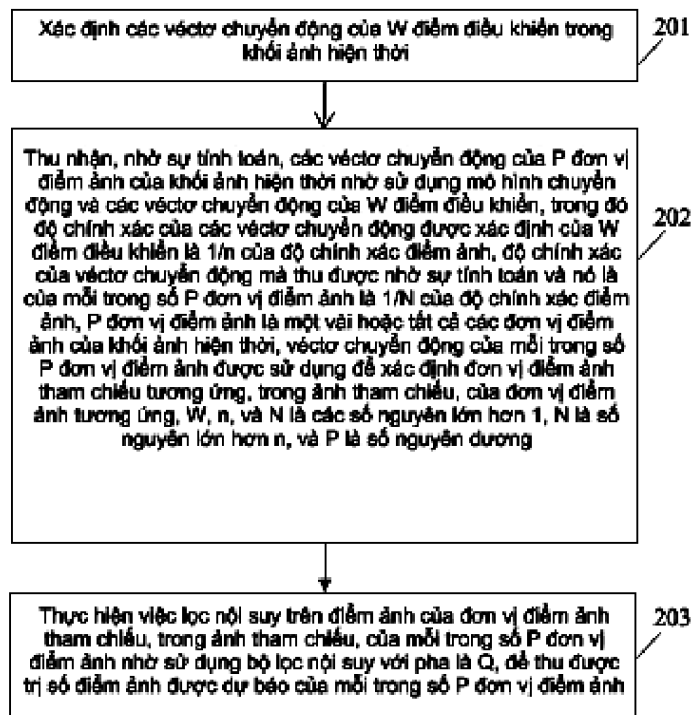 Xác định các véctơ chuyển động của W điểm điều khiển trong
khối ảnh hiện thời
201
Thu nhận, nhờ sự tính toán, các véctơ chuyển động của P đơn vị
điểm ảnh của khối ảnh hiện thời nhờ sử dụng mô hình chuyển
động và các véctơ chuyển động của W điểm điều khiển, trong đó
độ chính xác của các véctơ chuyển động được xác định của W
điểm điều khiển là 1/n của độ chính xác điểm ảnh, độ chính xác
của véctơ chuyển động mà thu được nhờ sự tính toán và nó là
của mỗi trong số P đơn vị điểm ảnh là 1/N của độ chính xác điểm
ảnh, P đơn vị điểm ảnh là một vài hoặc tất cả các đơn vị điểm
ảnh của khối ảnh hiện thời, véctơ chuyển động của mỗi trong số
P đơn vị điểm ảnh được sử dụng để xác định đơn vị điểm ảnh
tham chiếu tương ứng, trong ảnh tham chiếu, của đơn vị điểm
ảnh tương ứng, W, n, và N là các số nguyên lớn hơn 1, N là số
nguyên lớn hơn n, và P là số nguyên dương
202
Thực hiện việc lọc nội suy trên điểm ảnh của đơn vị điểm ảnh
tham chiếu, trong ảnh tham chiếu, của mỗi trong số P đơn vị
điểm ảnh nhờ sử dụng bộ lọc nội suy với pha là Q, để thu được
trị số điểm ảnh được dự báo của mỗi trong số P đơn vị điểm ảnh
203